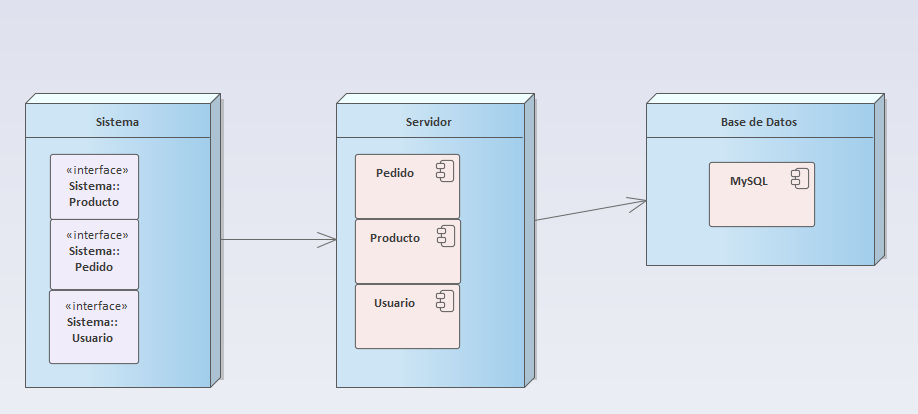 Sistema
«interface»
Sistema::
Producto
«interface»
Sistema::
Pedido
«interface»
Sistema::
Usuario
Servidor
Pedido
Producto
Usuario
Base de Datos
MySQL